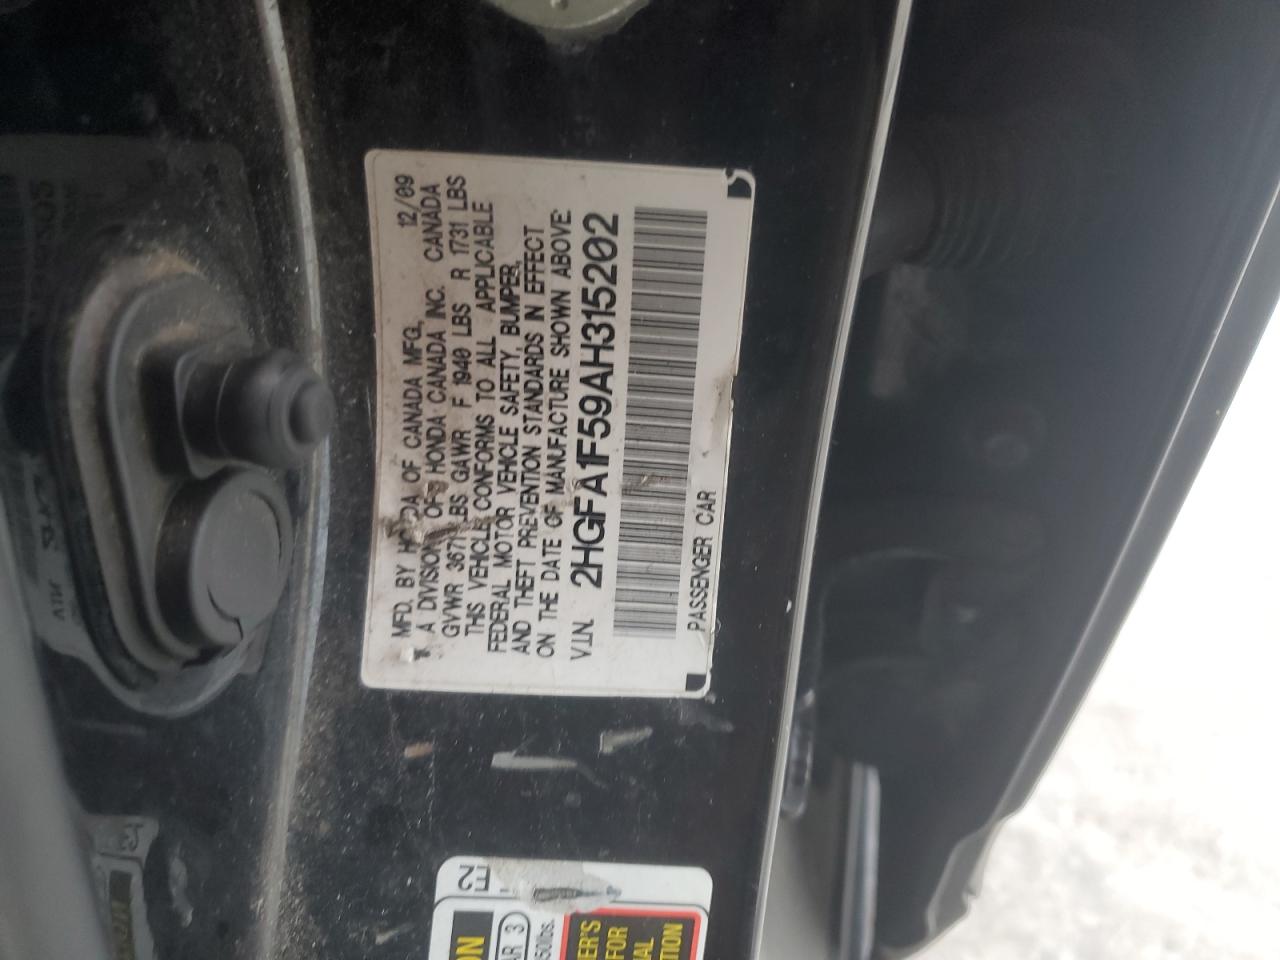 MFD. BY HONDA OF CANADA MFG., 12/09
A DIVISION OF HONDA CANADA INC. CANADA
GVWR LBS GAWR F 1940 LBS R 1731 LBS
THIS VEHICLE CONFORMS TO ALL APPLICABLE
FEDERAL MOTOR VEHICLE SAFETY, BUMPER,
AND THEFT PREVENTION STANDARDS IN EFFECT
ON THE DATE OF MANUFACTURE SHOWN ABOVE.
V.I.N. 2HGFA1F59AH315202
PASSENGER CAR